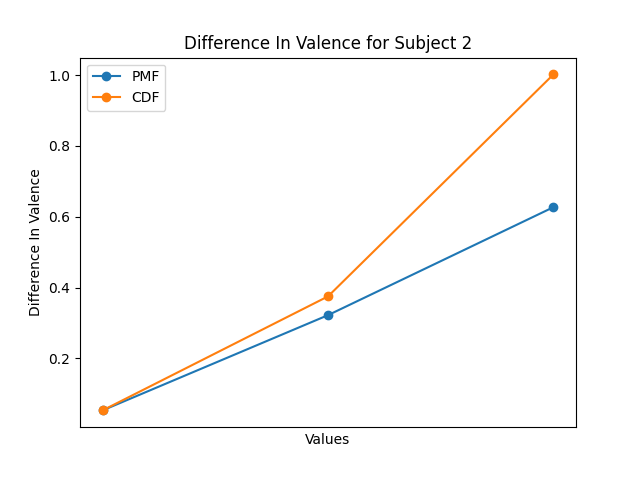 Difference In Valence for Subject 2
PMF
CDF
1.0
0.8
0.6
0.4
0.2
Difference In Valence
Values